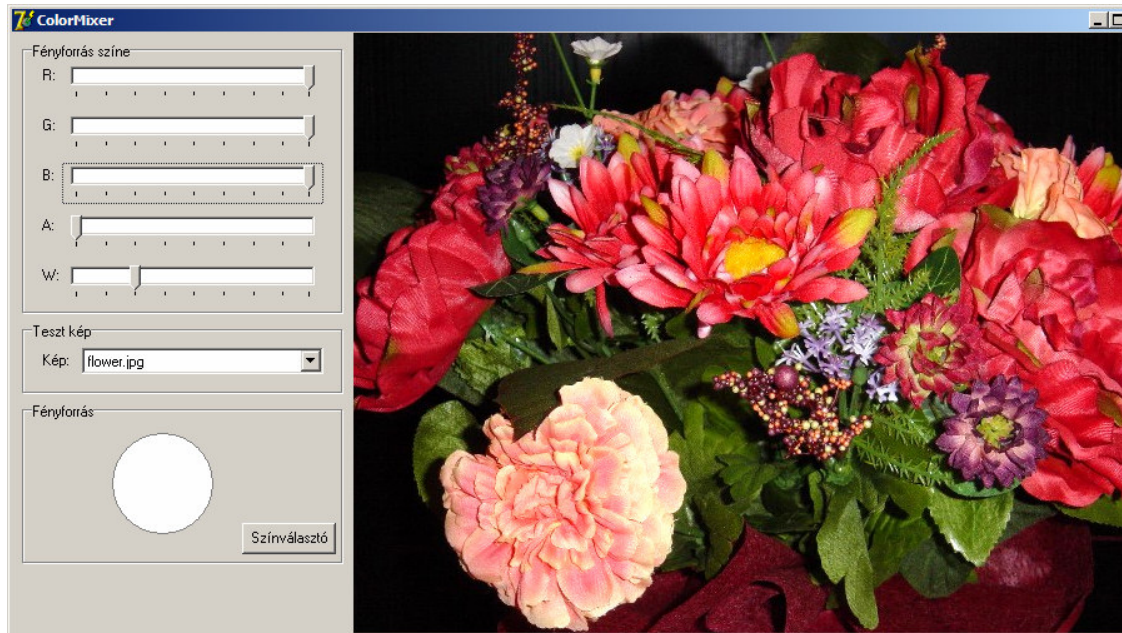 ColorMixer
Fényforrás színe
R:
G:
B:
A:
W:
Teszt kép
Kép: flower.jpg
Fényforrás
Színválasztó